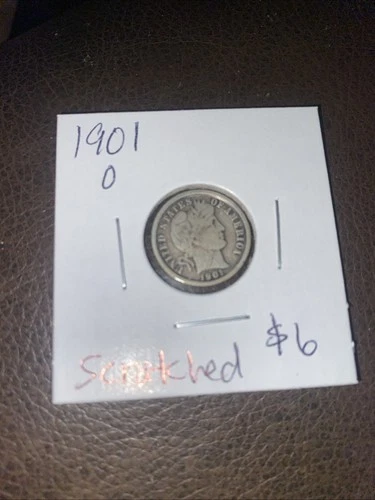 1901
O
UNITED STATES OF AMERICA
1901
Scratched $6